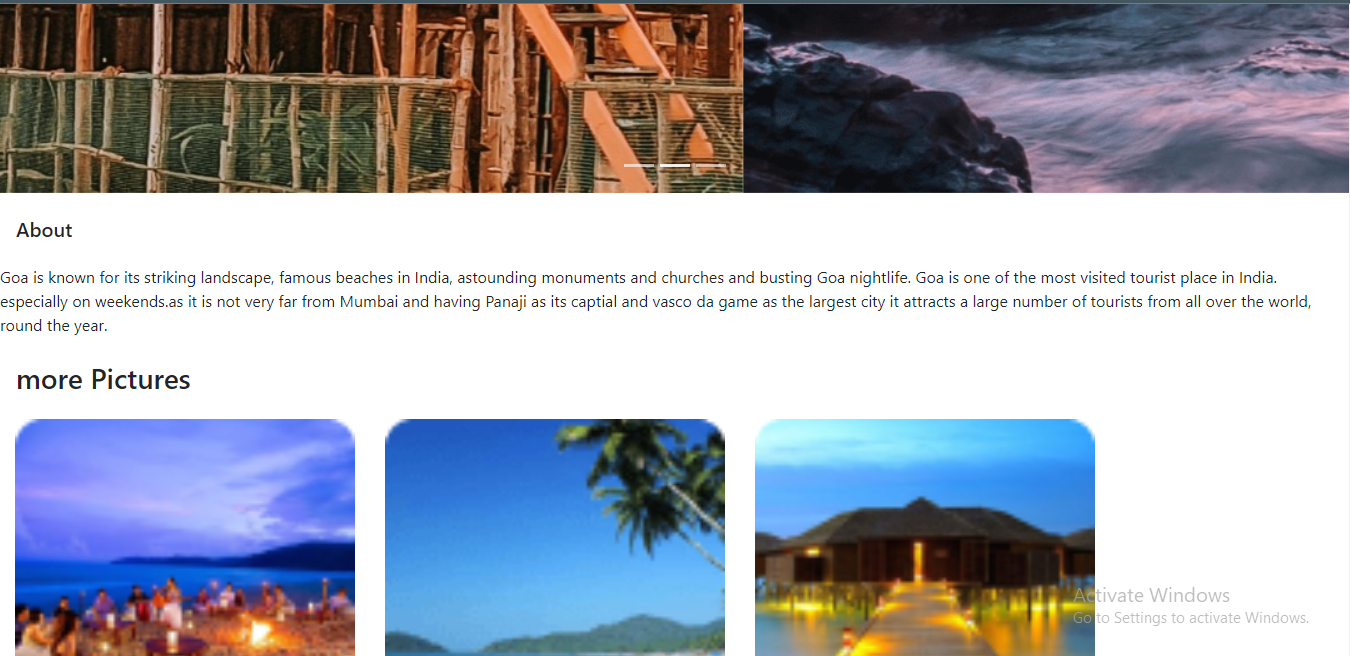 About
Goa is known for its striking landscape, famous beaches in India, astounding monuments and churches and busting Goa nightlife. Goa is one of the most visited tourist place in India.
especially on weekends.as it is not very far from Mumbai and having Panaji as its captial and vasco da game as the largest city it attracts a large number of tourists from all over the world,
round the year.
more Pictures
Activate Windows
Go to Settings to activate Windows.